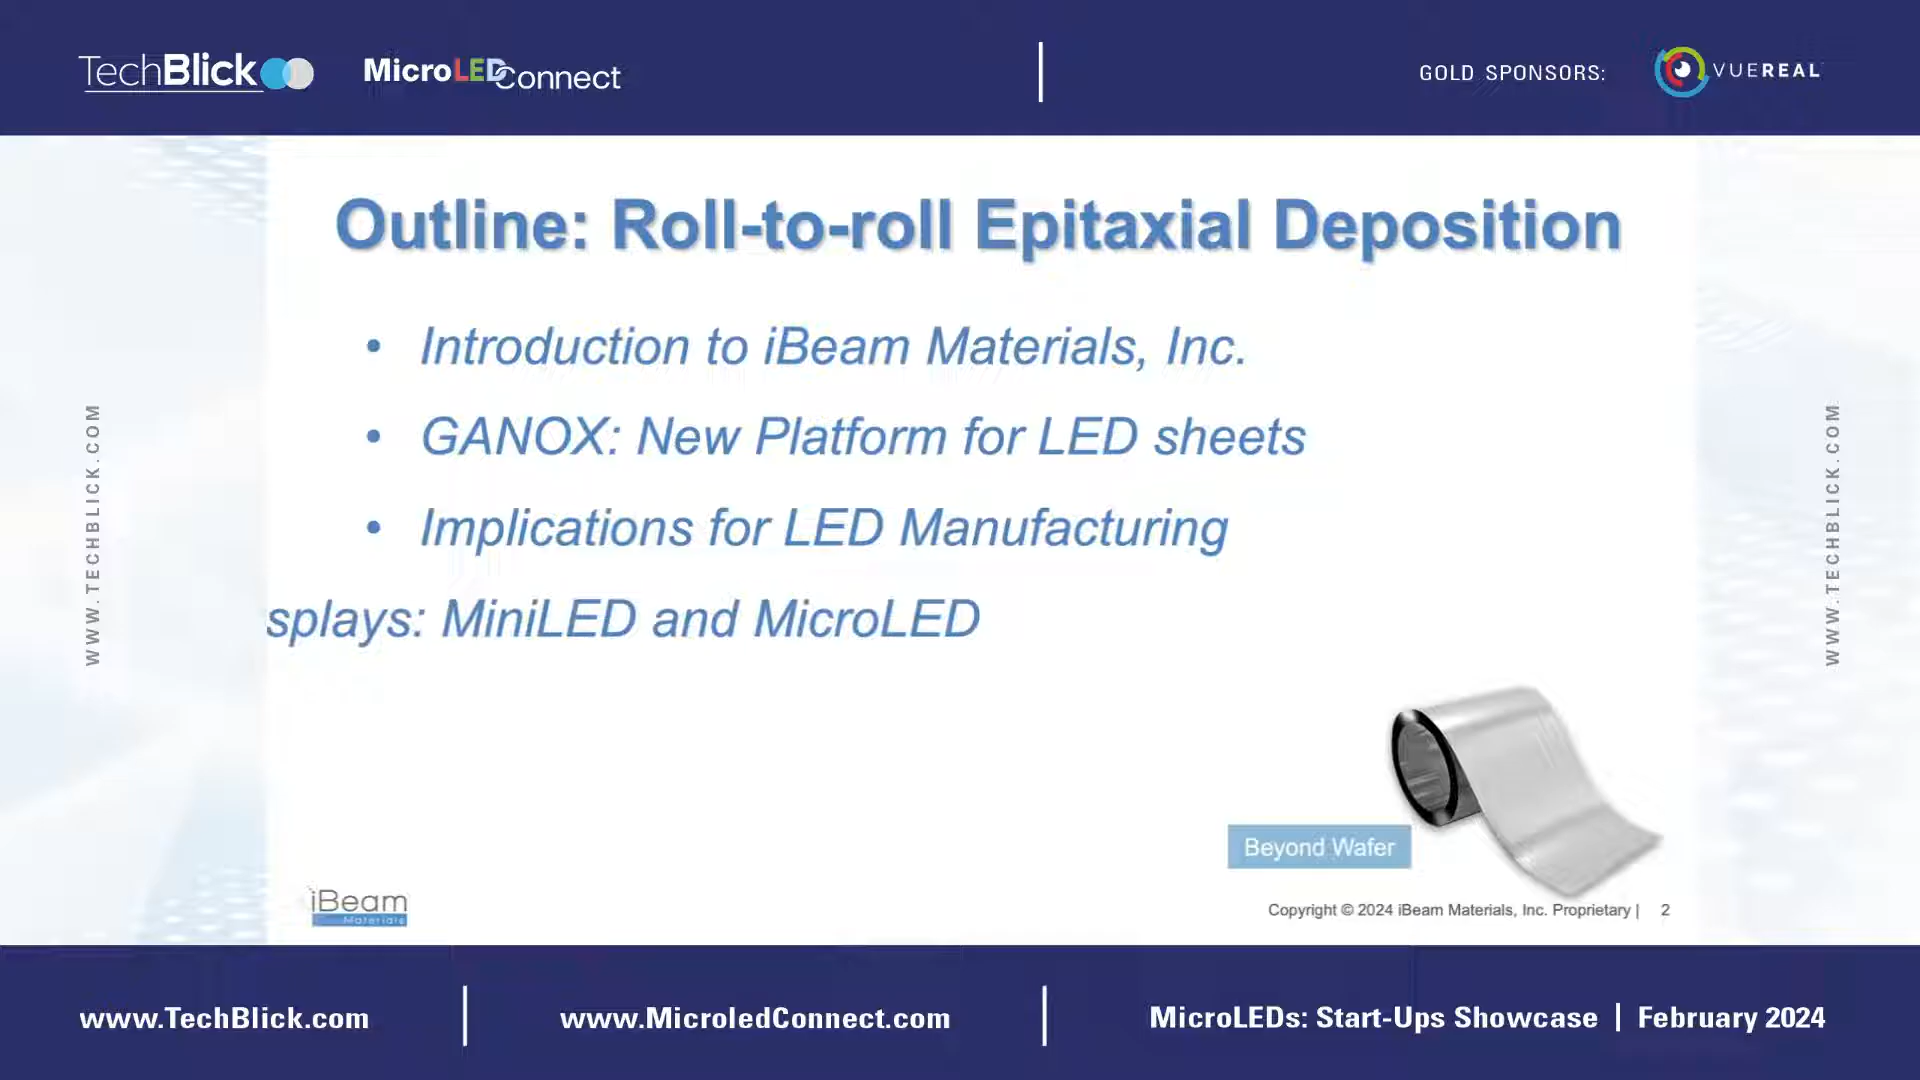 TechBlick
MicroLED Connect
GOLD SPONSORS:
VUEREAL
Outline: Roll-to-roll Epitaxial Deposition
• Introduction to iBeam Materials, Inc.
• GANOX: New Platform for LED sheets
• Implications for LED Manufacturing
splays: MiniLED and MicroLED
WWW.TECHBLICK.COM
WWW.TECHBLICK.COM
Beyond Wafer
iBeam
Materials
Copyright © 2024 iBeam Materials, Inc. Proprietary | 2
www.TechBlick.com
www.MicroledConnect.com
MicroLEDs: Start-Ups Showcase | February 2024